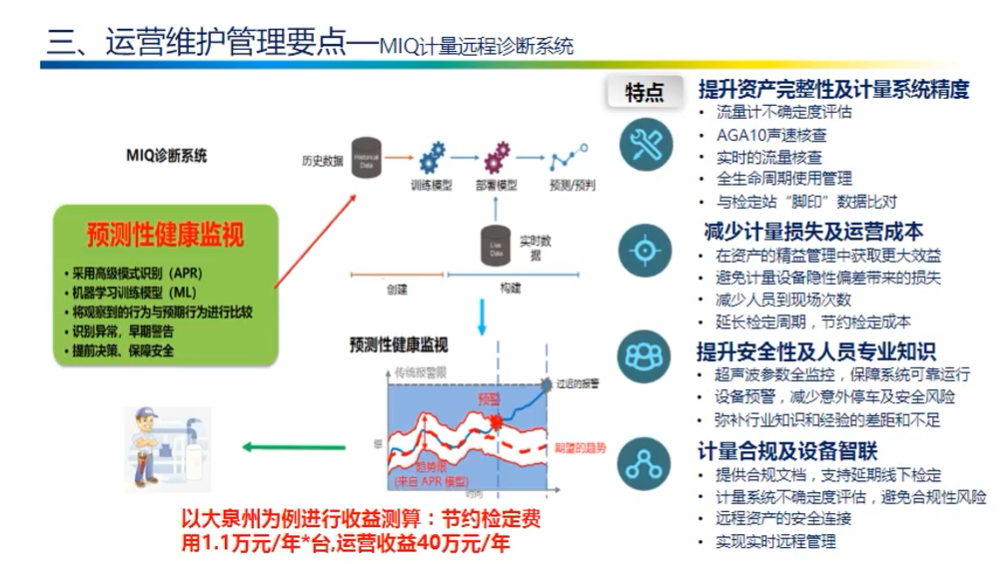 三、运营维护管理要点—MIQ计量远程诊断系统
MIQ诊断系统
历史数据
Historical
Data
训练模型
部署模型
预测/预判
Live
Data
实时数
据
创建
构建
预测性健康监视
• 采用高级模式识别（APR）
• 机器学习训练模型（ML）
• 将观察到的行为与预期行为进行比较
• 识别异常，早期警告
• 提前决策、保障安全
预测性健康监视
传统报警限
过迟的报警
预警
期望的趋势
趋势限
(来自 APR 模型)
值
时间
以大泉州为例进行收益测算：节约检定费
用1.1万元/年*台,运营收益40万元/年
特点
提升资产完整性及计量系统精度
• 流量计不确定度评估
• AGA10声速核查
• 实时的流量核查
• 全生命周期使用管理
• 与检定站“脚印”数据比对
减少计量损失及运营成本
• 在资产的精益管理中获取更大效益
• 避免计量设备隐性偏差带来的损失
• 减少人员到现场次数
• 延长检定周期，节约检定成本
提升安全性及人员专业知识
• 超声波参数全监控，保障系统可靠运行
• 设备预警，减少意外停车及安全风险
• 弥补行业知识和经验的差距和不足
计量合规及设备智联
• 提供合规文档，支持延期线下检定
• 计量系统不确定度评估，避免合规性风险
• 远程资产的安全连接
• 实现实时远程管理